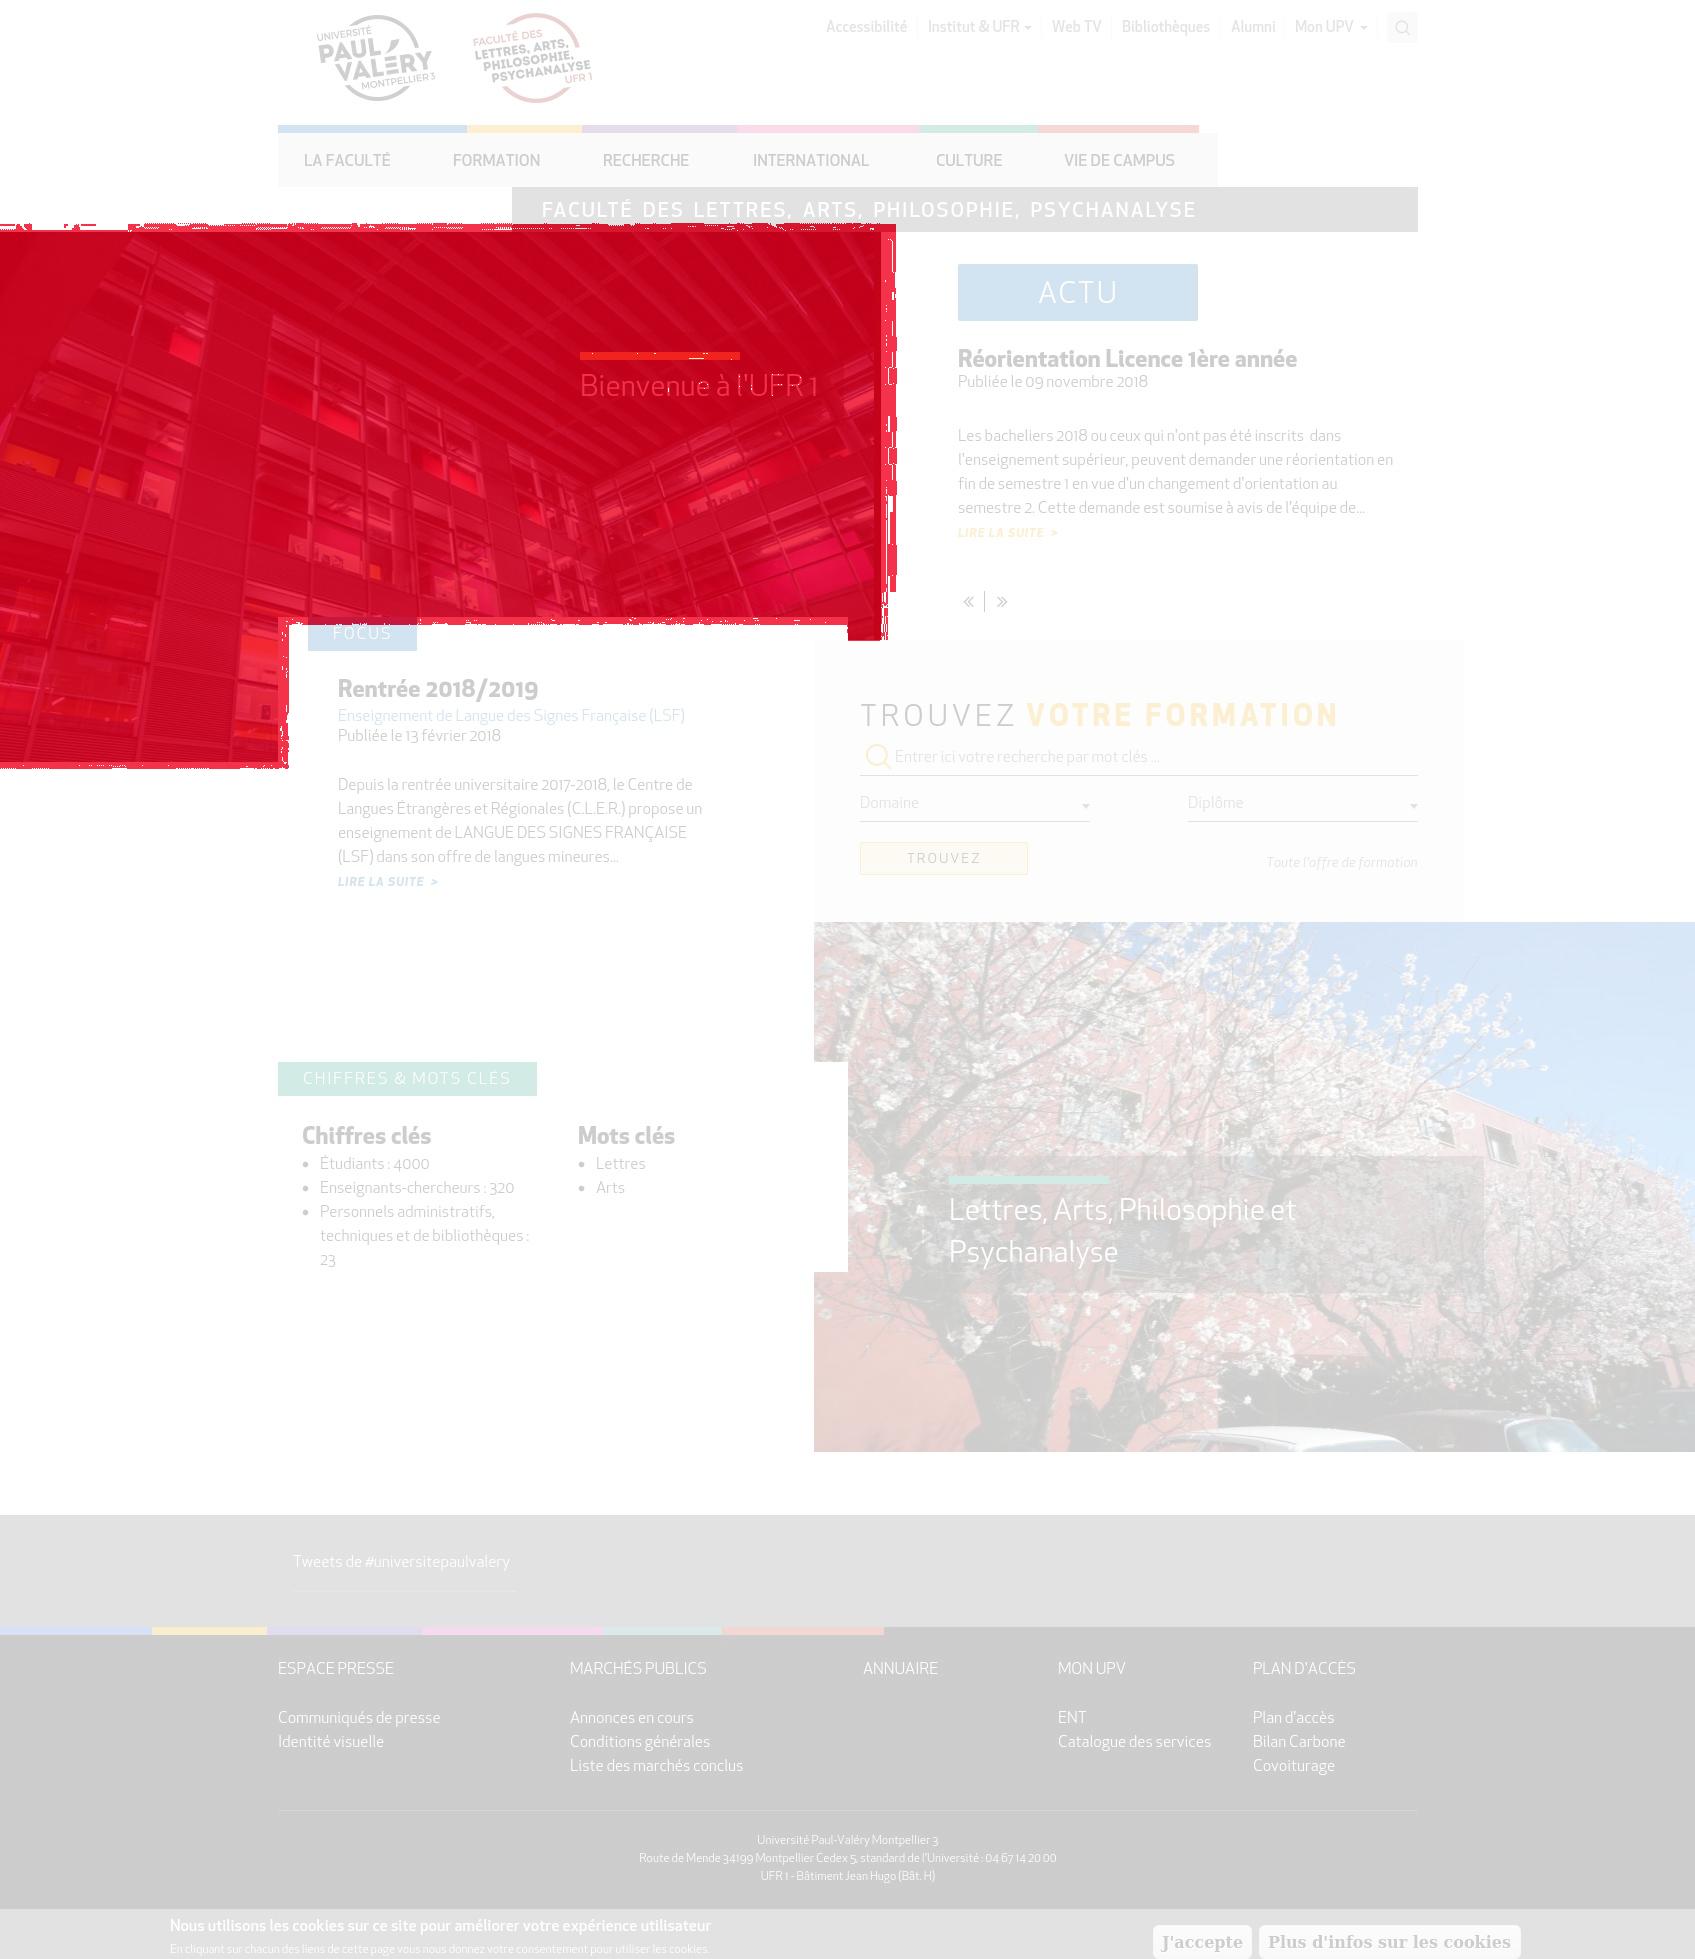 UNIVERSITÉ
PAUL
VALÉRY
MONTPELLIER 3
FACULTÉ DES
LETTRES, ARTS,
PHILOSOPHIE,
PSYCHANALYSE
UFR 1
Accessibilité Institut & UFR Web TV Bibliothèques Alumni Mon UPV
LA FACULTÉ FORMATION RECHERCHE INTERNATIONAL CULTURE VIE DE CAMPUS
FACULTÉ DES LETTRES, ARTS, PHILOSOPHIE, PSYCHANALYSE
Bienvenue à l'UFR 1
ACTU
Réorientation Licence 1ère année
Publiée le 09 novembre 2018
Les bacheliers 2018 ou ceux qui n'ont pas été inscrits dans
l'enseignement supérieur, peuvent demander une réorientation en
fin de semestre 1 en vue d'un changement d'orientation au
semestre 2. Cette demande est soumise à avis de l'équipe de...
LIRE LA SUITE >
« | »
FOCUS
Rentrée 2018/2019
Enseignement de Langue des Signes Française (LSF)
Publiée le 13 février 2018
Depuis la rentrée universitaire 2017-2018, le Centre de
Langues Étrangères et Régionales (C.L.E.R.) propose un
enseignement de LANGUE DES SIGNES FRANÇAISE
(LSF) dans son offre de langues mineures...
LIRE LA SUITE >
TROUVEZ VOTRE FORMATION
Entrer ici votre recherche par mot clés ...
Domaine Diplôme
TROUVEZ
Toute l'offre de formation
CHIFFRES & MOTS CLÉS
Chiffres clés
• Étudiants : 4000
• Enseignants-chercheurs : 320
• Personnels administratifs,
techniques et de bibliothèques :
23
Mots clés
• Lettres
• Arts
Lettres, Arts, Philosophie et
Psychanalyse
Tweets de #universitepaulvalery
ESPACE PRESSE
Communiqués de presse
Identité visuelle
MARCHÉS PUBLICS
Annonces en cours
Conditions générales
Liste des marchés conclus
ANNUAIRE
MON UPV
ENT
Catalogue des services
PLAN D'ACCÈS
Plan d'accès
Bilan Carbone
Covoiturage
Université Paul-Valéry Montpellier 3
Route de Mende 34199 Montpellier Cedex 5, standard de l'Université : 04 67 14 20 00
UFR 1 - Bâtiment Jean Hugo (Bât. H)
Nous utilisons les cookies sur ce site pour améliorer votre expérience utilisateur
En cliquant sur chacun des liens de cette page vous nous donnez votre consentement pour utiliser les cookies.
J'accepte Plus d'infos sur les cookies